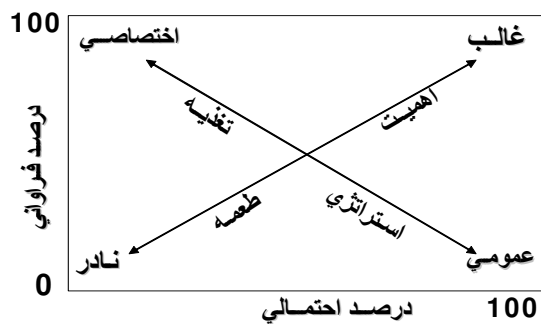 100
اختصاصي
غالب
تغذيه
اهميت
درصد فراواني
طعمه
استراتژي
نادر
عمومي
0
درصد احتمالي
100